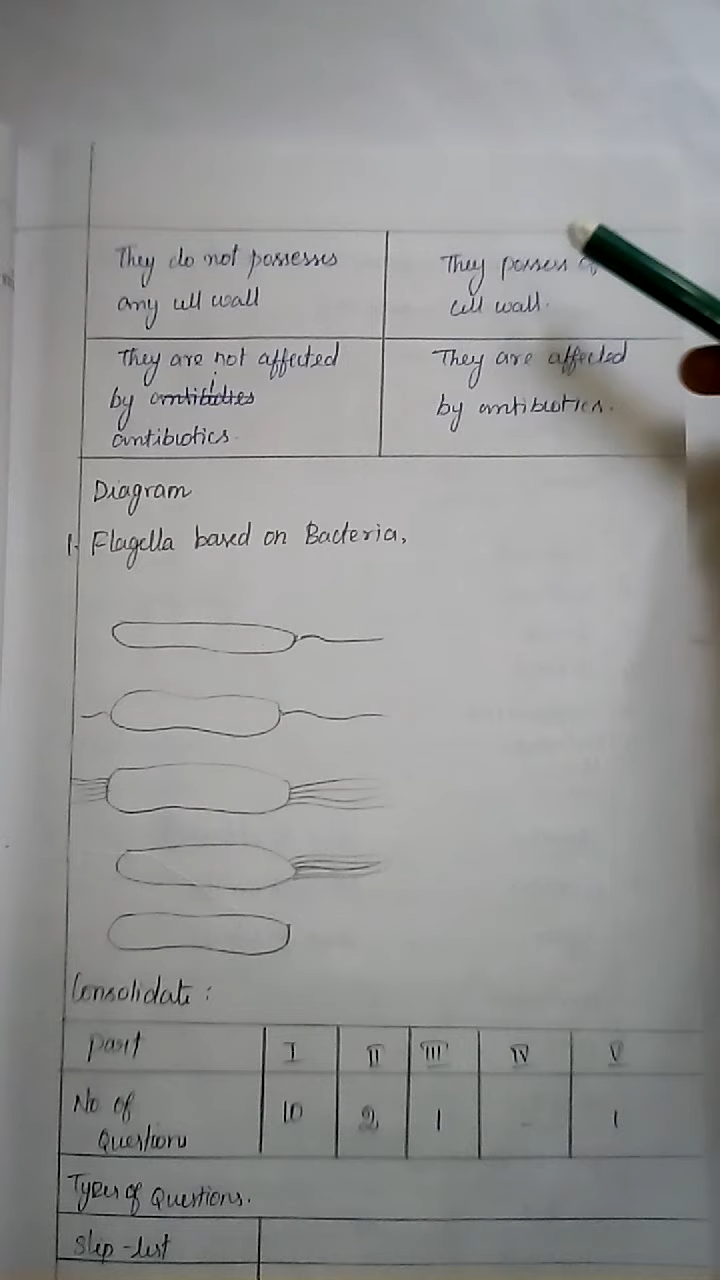 They do not possesses
any cell wall
They possess a
cell wall.
They are not affected
by antibodies
antibiotics.
They are affected
by antibiotics.
Diagram
1. Flagella based on Bacteria,
Consolidate :
Part I II III IV V
No of
Questions
10 2 1 - 1
Types of Questions.
Slip-test